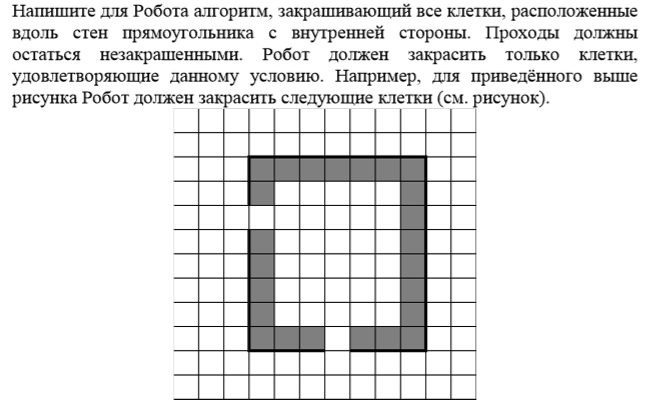 Напишите для Робота алгоритм, закрашивающий все клетки, расположенные
вдоль стен прямоугольника с внутренней стороны. Проходы должны
остаться незакрашенными. Робот должен закрасить только клетки,
удовлетворяющие данному условию. Например, для приведённого выше
рисунка Робот должен закрасить следующие клетки (см. рисунок).